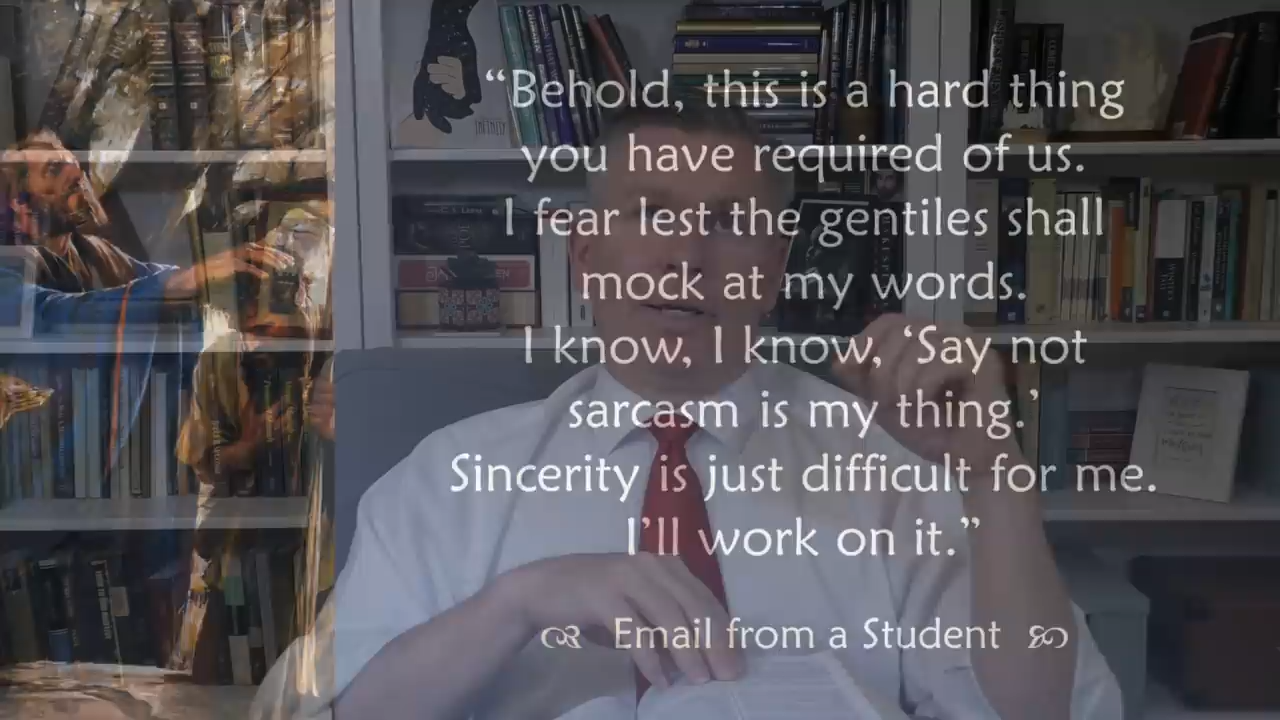 “Behold, this is a hard thing
you have required of us.
I fear lest the gentiles shall
mock at my words.
I know, I know, ‘Say not
sarcasm is my thing.’
Sincerity is just difficult for me.
I’ll work on it.”
Email from a Student
INFINITY